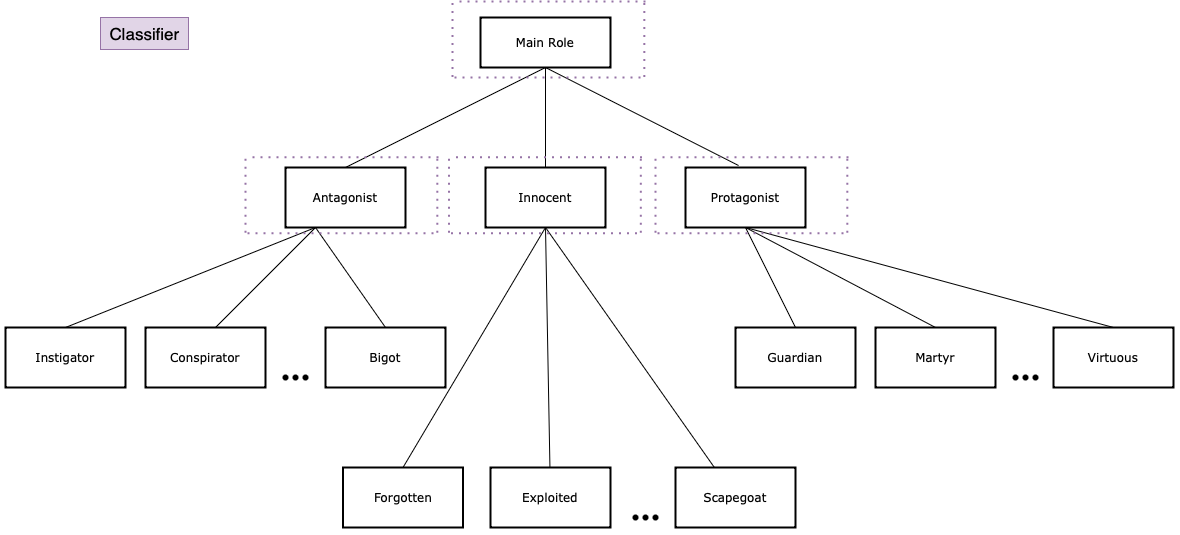 Classifier
Main Role
Antagonist
Innocent
Protagonist
Instigator
Conspirator
•••
Bigot
Guardian
Martyr
•••
Virtuous
Forgotten
Exploited
•••
Scapegoat